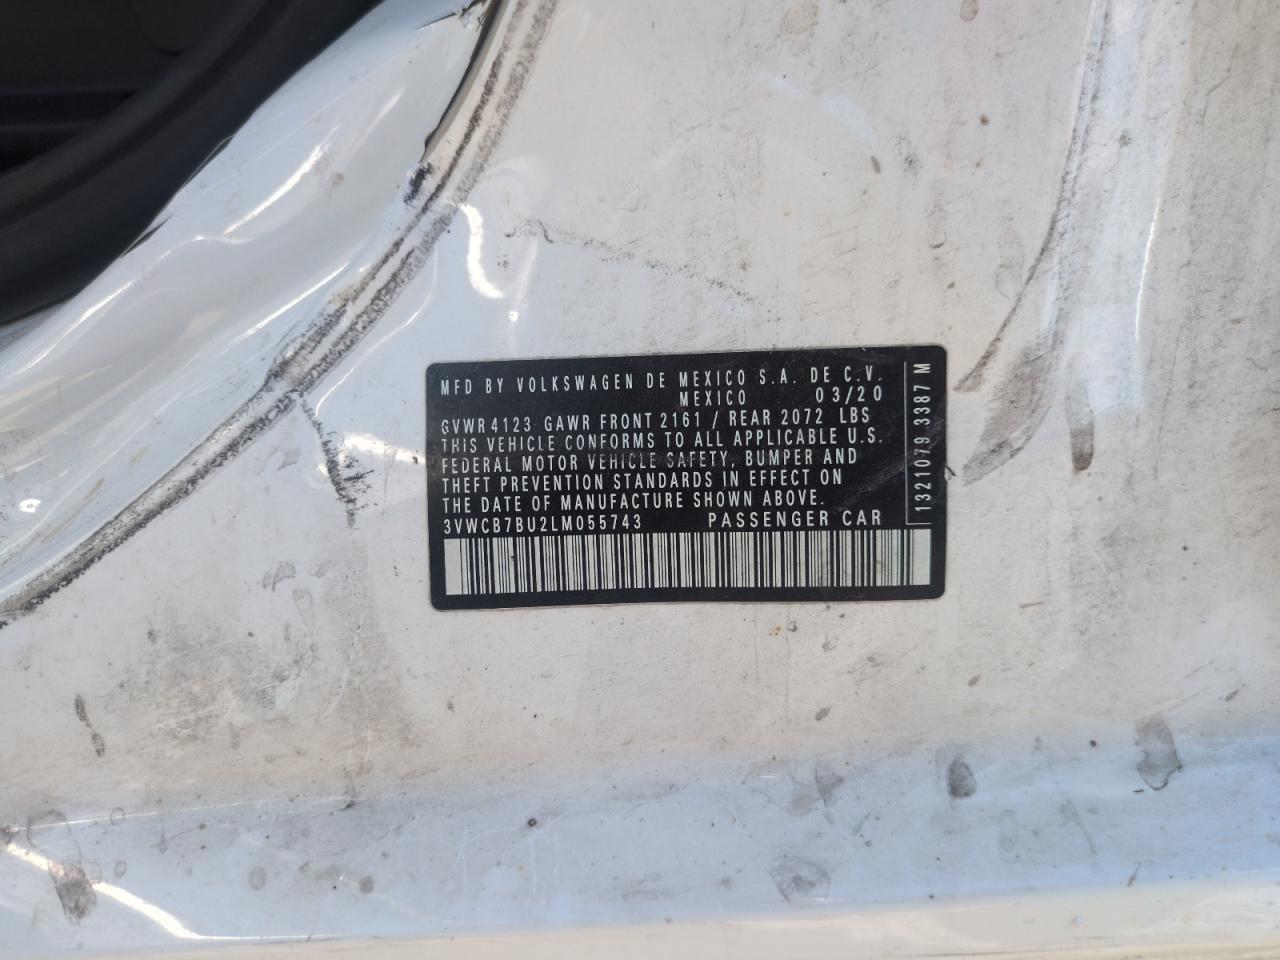 MFD BY VOLKSWAGEN DE MEXICO S.A. DE C.V.
MEXICO 03/20
GVWR 4123 GAWR FRONT 2161 / REAR 2072 LBS
THIS VEHICLE CONFORMS TO ALL APPLICABLE U.S.
FEDERAL MOTOR VEHICLE SAFETY, BUMPER AND
THEFT PREVENTION STANDARDS IN EFFECT ON
THE DATE OF MANUFACTURE SHOWN ABOVE.
3VWCB7BU2LM055743 PASSENGER CAR
1321079 3387 M